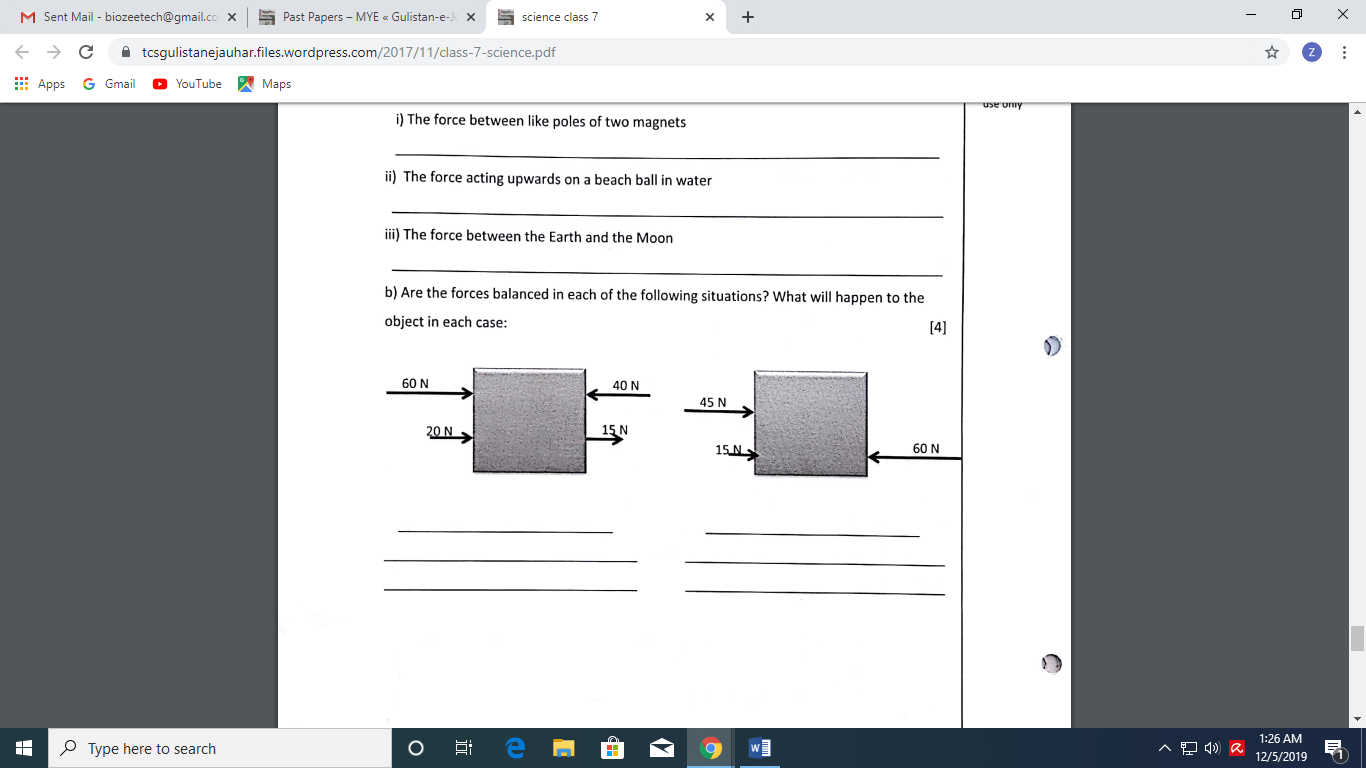 Sent Mail - biozeetech@gmail.co
Past Papers – MYE « Gulistan-e-J
science class 7
tcsgulistanejauhar.files.wordpress.com/2017/11/class-7-science.pdf
Z
Apps
Gmail
YouTube
Maps
use only
i) The force between like poles of two magnets
ii) The force acting upwards on a beach ball in water
iii) The force between the Earth and the Moon
b) Are the forces balanced in each of the following situations? What will happen to the
object in each case:
[4]
60 N
40 N
20 N
15 N
45 N
15 N
60 N
Type here to search
1:26 AM
12/5/2019
1